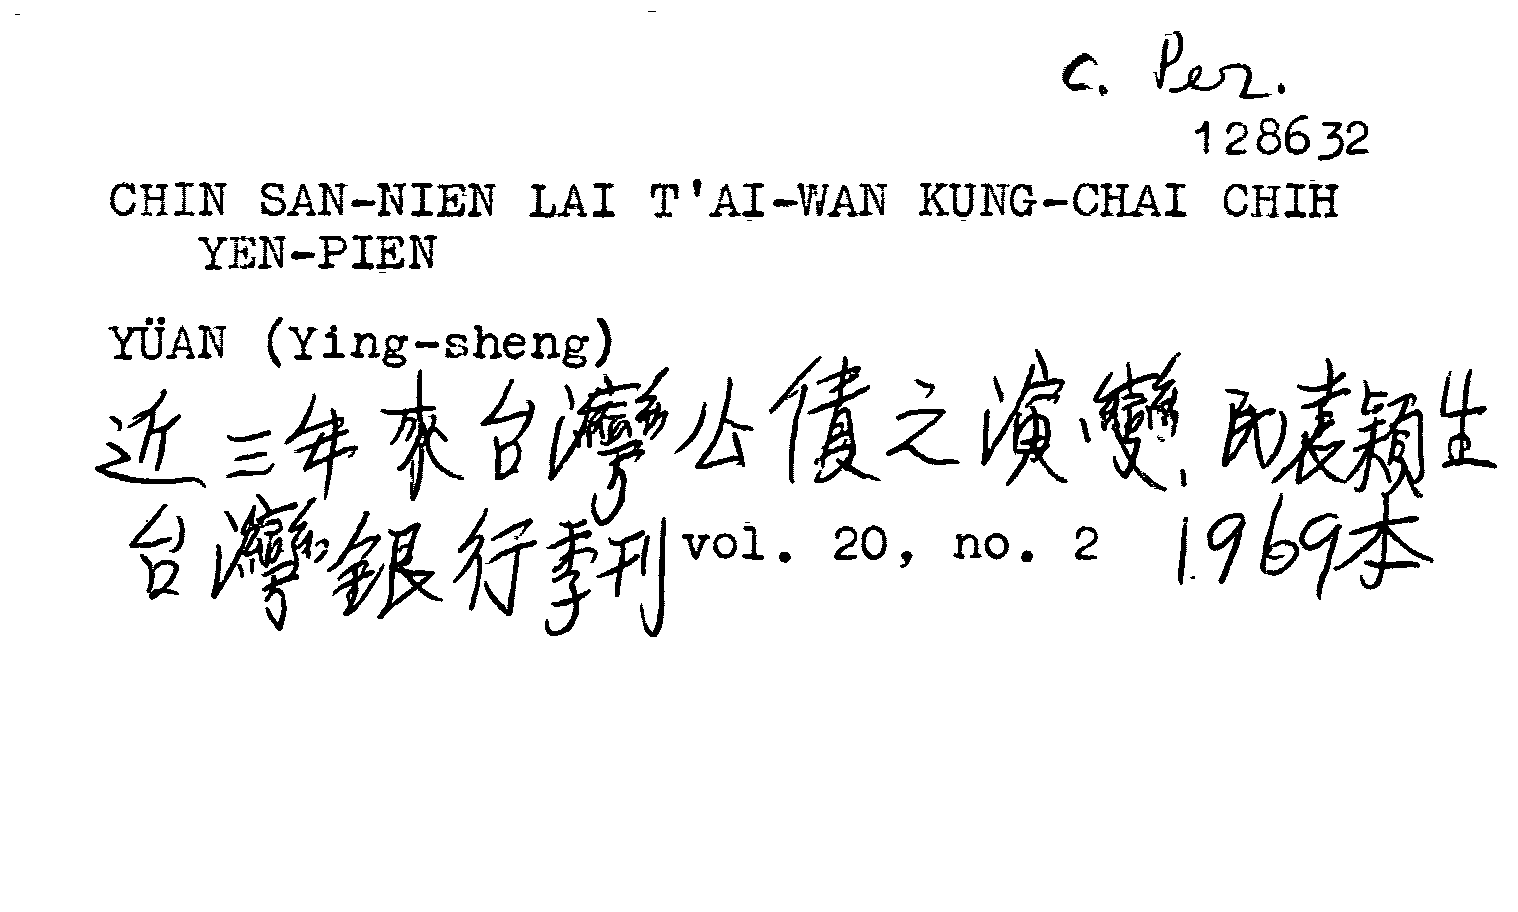 C. Per.
128632
CHIN SAN-NIEN LAI T'AI-WAN KUNG-CHAI CHIH
YEN-PIEN
YÜAN (Ying-sheng)
近三年來台灣公債之演變, 民袁穎生
台灣銀行季刊 vol. 20, no. 2 1969本